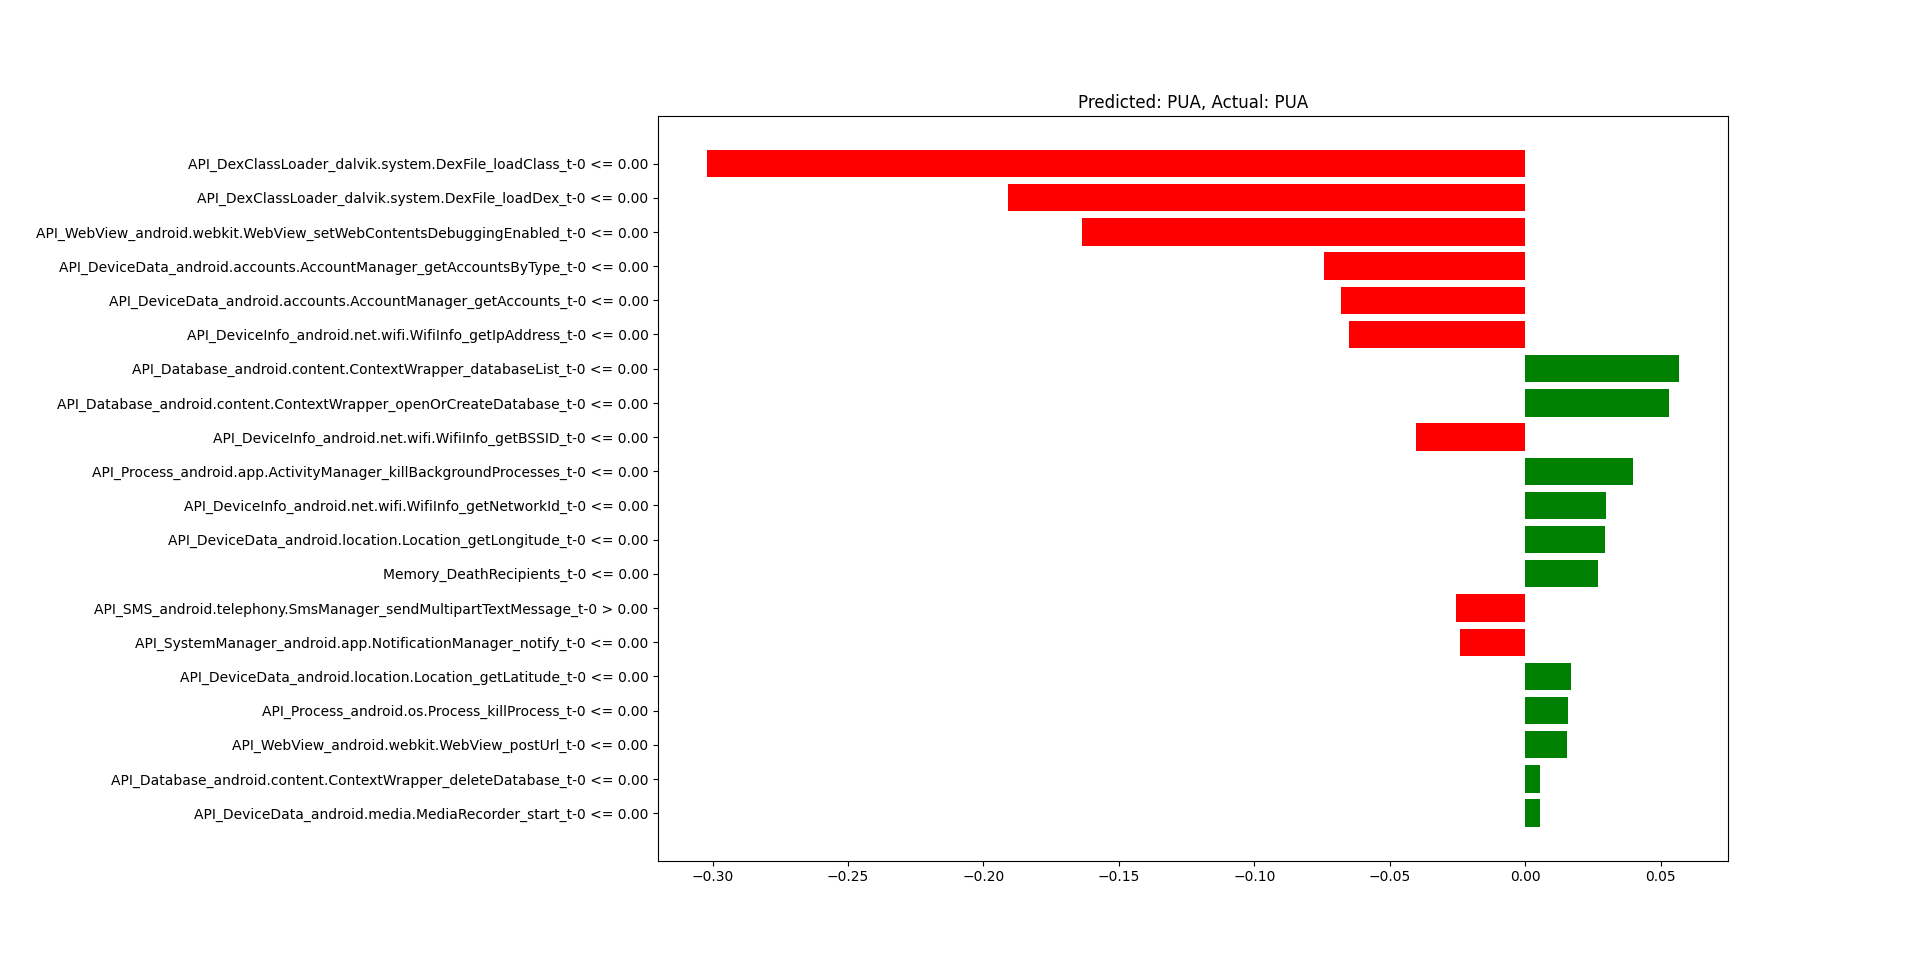 Predicted: PUA, Actual: PUA
API_DexClassLoader_dalvik.system.DexFile_loadClass_t-0 <= 0.00
API_DexClassLoader_dalvik.system.DexFile_loadDex_t-0 <= 0.00
API_WebView_android.webkit.WebView_setWebContentsDebuggingEnabled_t-0 <= 0.00
API_DeviceData_android.accounts.AccountManager_getAccountsByType_t-0 <= 0.00
API_DeviceData_android.accounts.AccountManager_getAccounts_t-0 <= 0.00
API_DeviceInfo_android.net.wifi.WifiInfo_getIpAddress_t-0 <= 0.00
API_Database_android.content.ContextWrapper_databaseList_t-0 <= 0.00
API_Database_android.content.ContextWrapper_openOrCreateDatabase_t-0 <= 0.00
API_DeviceInfo_android.net.wifi.WifiInfo_getBSSID_t-0 <= 0.00
API_Process_android.app.ActivityManager_killBackgroundProcesses_t-0 <= 0.00
API_DeviceInfo_android.net.wifi.WifiInfo_getNetworkId_t-0 <= 0.00
API_DeviceData_android.location.Location_getLongitude_t-0 <= 0.00
Memory_DeathRecipients_t-0 <= 0.00
API_SMS_android.telephony.SmsManager_sendMultipartTextMessage_t-0 > 0.00
API_SystemManager_android.app.NotificationManager_notify_t-0 <= 0.00
API_DeviceData_android.location.Location_getLatitude_t-0 <= 0.00
API_Process_android.os.Process_killProcess_t-0 <= 0.00
API_WebView_android.webkit.WebView_postUrl_t-0 <= 0.00
API_Database_android.content.ContextWrapper_deleteDatabase_t-0 <= 0.00
API_DeviceData_android.media.MediaRecorder_start_t-0 <= 0.00
−0.30 −0.25 −0.20 −0.15 −0.10 −0.05 0.00 0.05